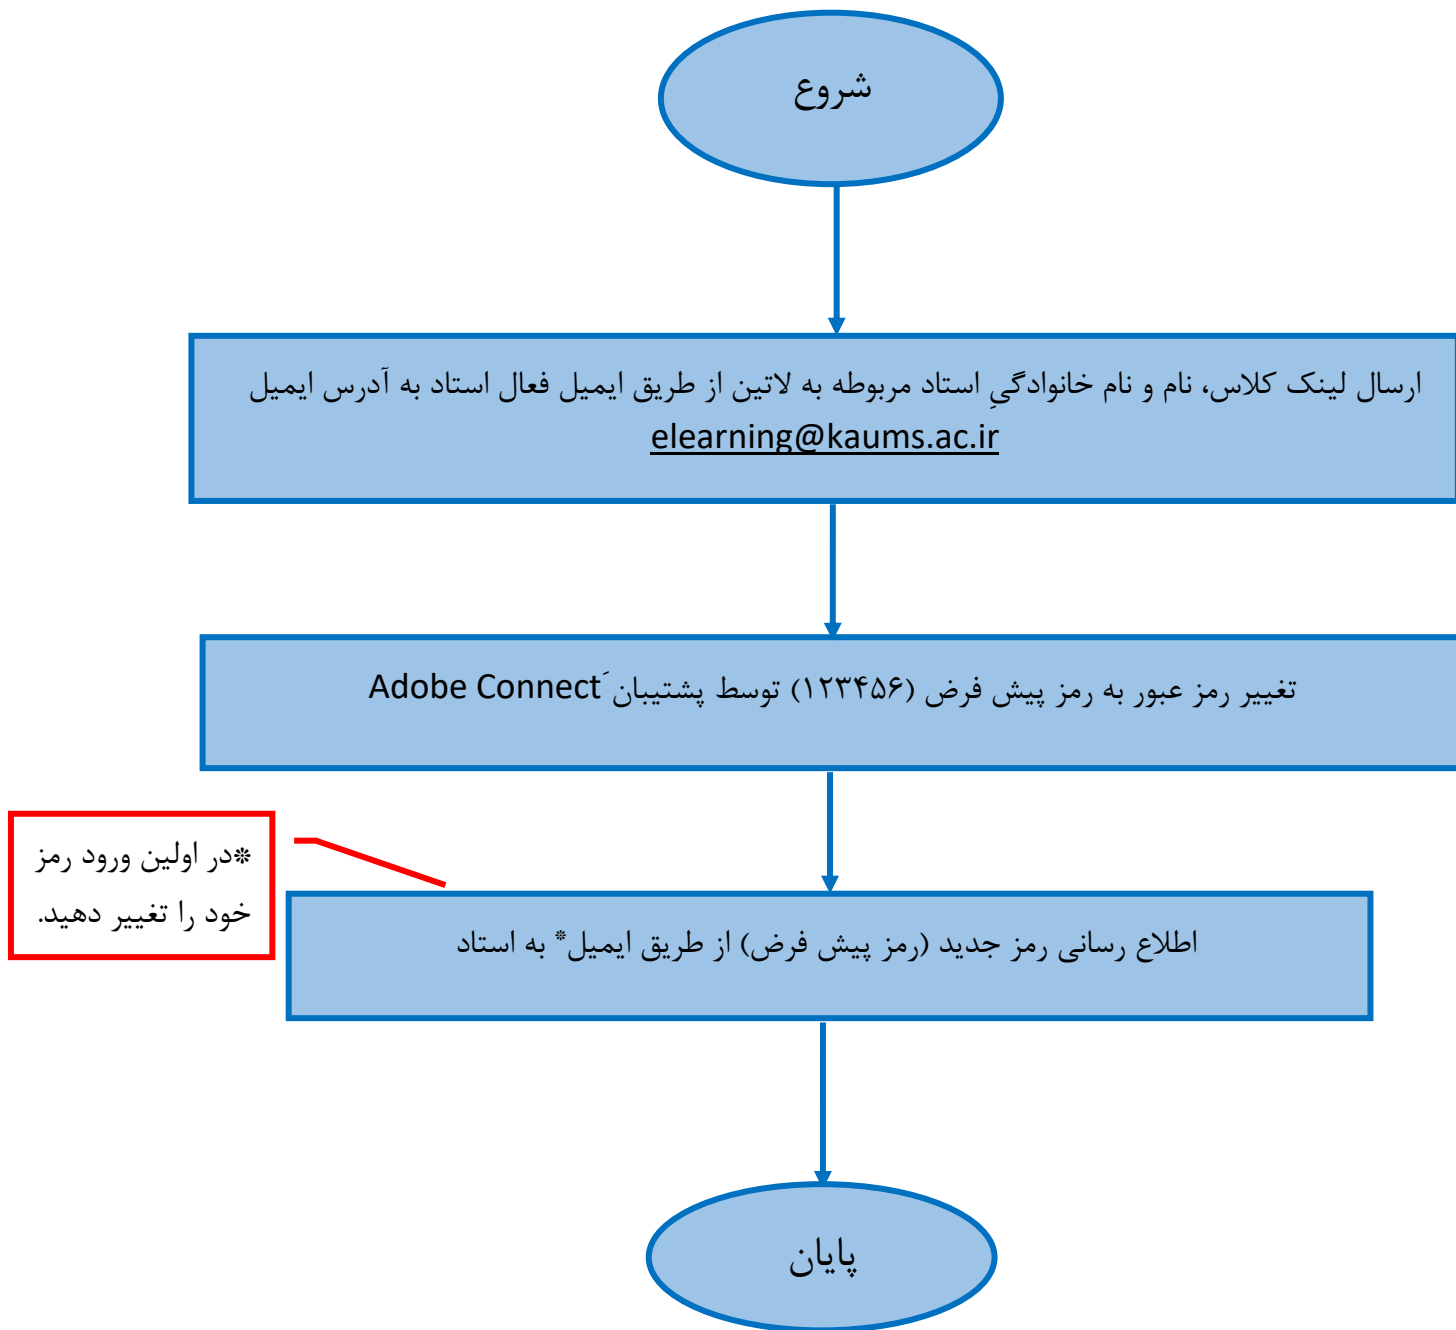 شروع
ارسال لینک کلاس، نام و نام خانوادگیِ استاد مربوطه به لاتین از طریق ایمیل فعال استاد به آدرس ایمیل
elearning@kaums.ac.ir
تغییر رمز عبور به رمز پیش فرض (۱۲۳۴۵۶) توسط پشتیبانَ Adobe Connect
*در اولین ورود رمز
خود را تغییر دهید.
اطلاع رسانی رمز جدید (رمز پیش فرض) از طریق ایمیل* به استاد
پایان